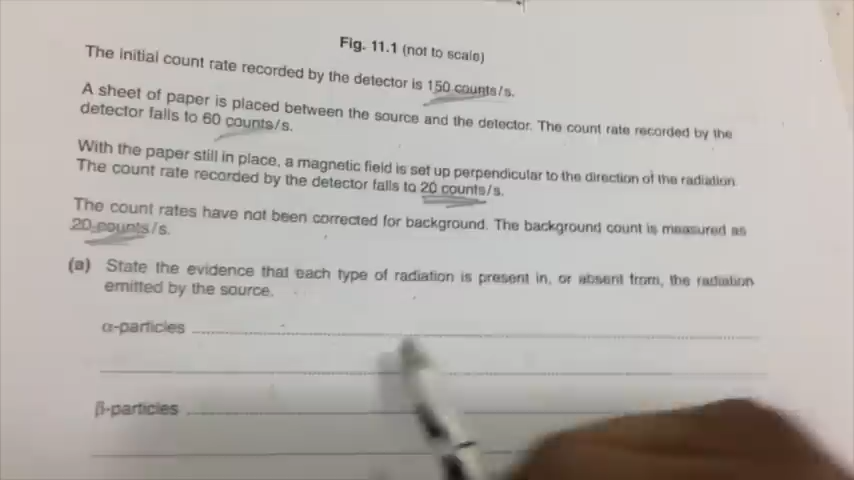 Fig. 11.1 (not to scale)
The initial count rate recorded by the detector is 150 counts/s.
A sheet of paper is placed between the source and the detector. The count rate recorded by the
detector falls to 60 counts/s.
With the paper still in place, a magnetic field is set up perpendicular to the direction of the radiation.
The count rate recorded by the detector falls to 20 counts/s.
The count rates have not been corrected for background. The background count is measured as
20 counts/s.
(a) State the evidence that each type of radiation is present in, or absent from, the radiation
emitted by the source.
α-particles
β-particles